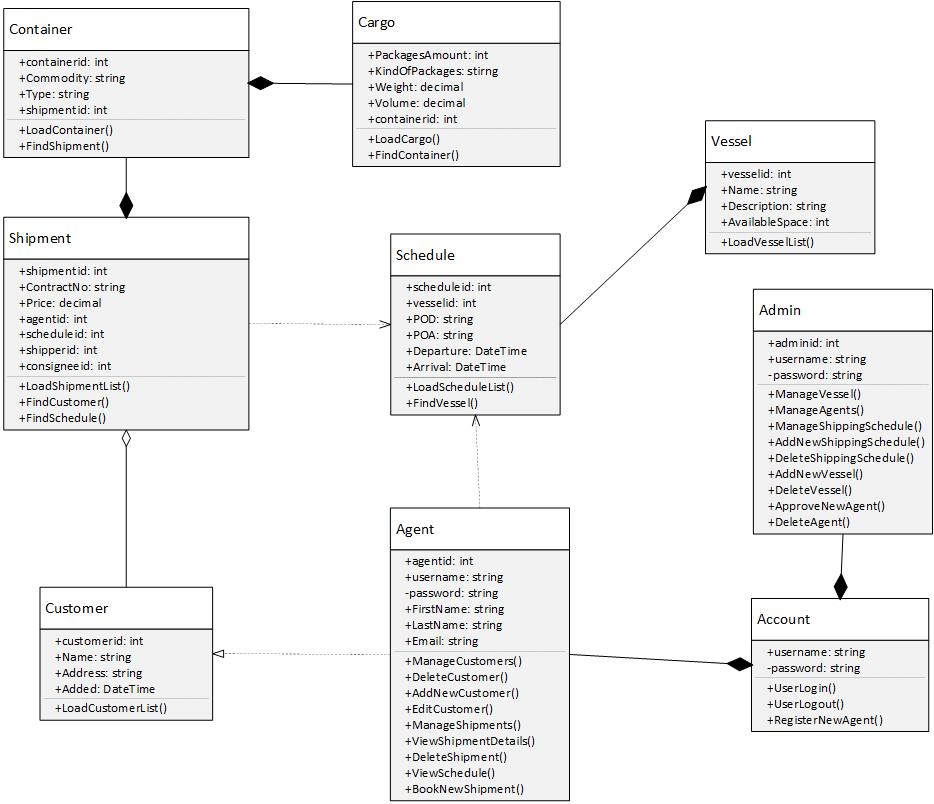 Container
+containerid: int
+Commodity: string
+Type: string
+shipmentid: int
+LoadContainer()
+FindShipment()
Cargo
+PackagesAmount: int
+KindOfPackages: stirng
+Weight: decimal
+Volume: decimal
+containerid: int
+LoadCargo()
+FindContainer()
Vessel
+vesselid: int
+Name: string
+Description: string
+AvailableSpace: int
+LoadVesselList()
Shipment
+shipmentid: int
+ContractNo: string
+Price: decimal
+agentid: int
+scheduleid: int
+shipperid: int
+consigneeid: int
+LoadShipmentList()
+FindCustomer()
+FindSchedule()
Schedule
+scheduleid: int
+vesselid: int
+POD: string
+POA: string
+Departure: DateTime
+Arrival: DateTime
+LoadScheduleList()
+FindVessel()
Admin
+adminid: int
+username: string
-password: string
+ManageVessel()
+ManageAgents()
+ManageShippingSchedule()
+AddNewShippingSchedule()
+DeleteShippingSchedule()
+AddNewVessel()
+DeleteVessel()
+ApproveNewAgent()
+DeleteAgent()
Customer
+customerid: int
+Name: string
+Address: string
+Added: DateTime
+LoadCustomerList()
Agent
+agentid: int
+username: string
-password: string
+FirstName: string
+LastName: string
+Email: string
+ManageCustomers()
+DeleteCustomer()
+AddNewCustomer()
+EditCustomer()
+ManageShipments()
+ViewShipmentDetails()
+DeleteShipment()
+ViewSchedule()
+BookNewShipment()
Account
+username: string
-password: string
+UserLogin()
+UserLogout()
+RegisterNewAgent()